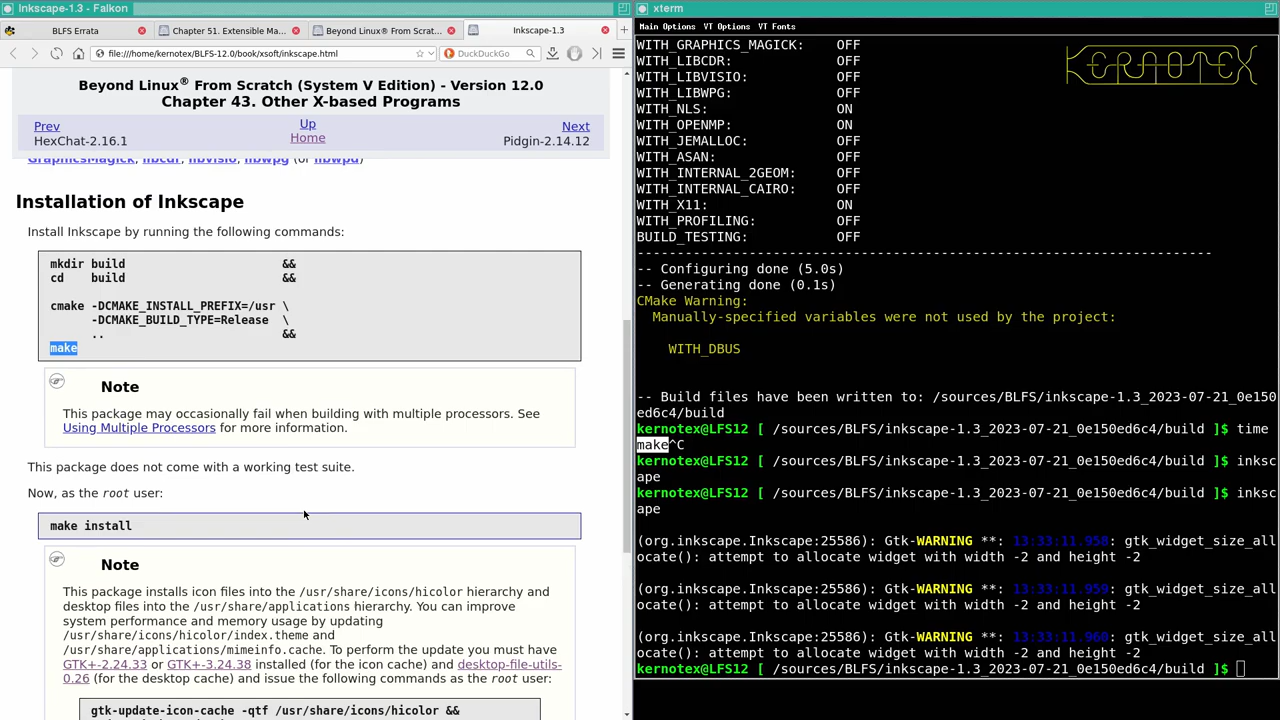 Inkscape-1.3 - Falkon
BLFS Errata
Chapter 51. Extensible Ma...
Beyond Linux® From Scrat...
Inkscape-1.3
file:///home/kernotex/BLFS-12.0/book/xsoft/inkscape.html
DuckDuckGo
Beyond Linux® From Scratch (System V Edition) - Version 12.0
Chapter 43. Other X-based Programs
Prev
Up
Next
HexChat-2.16.1
Home
Pidgin-2.14.12
GraphicsMagick, libcdr, libvisio, libwpg (or libwpd)
Installation of Inkscape
Install Inkscape by running the following commands:
mkdir build &&
cd build &&
cmake -DCMAKE_INSTALL_PREFIX=/usr \
-DCMAKE_BUILD_TYPE=Release \
.. &&
make
Note
This package may occasionally fail when building with multiple processors. See
Using Multiple Processors for more information.
This package does not come with a working test suite.
Now, as the root user:
make install
Note
This package installs icon files into the /usr/share/icons/hicolor hierarchy and
desktop files into the /usr/share/applications hierarchy. You can improve
system performance and memory usage by updating
/usr/share/icons/hicolor/index.theme and
/usr/share/applications/mimeinfo.cache. To perform the update you must have
GTK+-2.24.33 or GTK+-3.24.38 installed (for the icon cache) and desktop-file-utils-
0.26 (for the desktop cache) and issue the following commands as the root user:
gtk-update-icon-cache -qtf /usr/share/icons/hicolor &&
xterm
Main Options VT Options VT Fonts
KERNOTEX
WITH_GRAPHICS_MAGICK: OFF
WITH_LIBCDR: OFF
WITH_LIBVISIO: OFF
WITH_LIBWPG: OFF
WITH_NLS: ON
WITH_OPENMP: ON
WITH_JEMALLOC: OFF
WITH_ASAN: OFF
WITH_INTERNAL_2GEOM: OFF
WITH_INTERNAL_CAIRO: OFF
WITH_X11: ON
WITH_PROFILING: OFF
BUILD_TESTING: OFF
------------------------------------------------------------------------
-- Configuring done (5.0s)
-- Generating done (0.1s)
CMake Warning:
Manually-specified variables were not used by the project:
WITH_DBUS
-- Build files have been written to: /sources/BLFS/inkscape-1.3_2023-07-21_0e150
ed6c4/build
kernotex@LFS12 [ /sources/BLFS/inkscape-1.3_2023-07-21_0e150ed6c4/build ]$ time
make^C
kernotex@LFS12 [ /sources/BLFS/inkscape-1.3_2023-07-21_0e150ed6c4/build ]$ inksc
ape
kernotex@LFS12 [ /sources/BLFS/inkscape-1.3_2023-07-21_0e150ed6c4/build ]$ inksc
ape
(org.inkscape.Inkscape:25586): Gtk-WARNING **: 13:33:11.958: gtk_widget_size_all
ocate(): attempt to allocate widget with width -2 and height -2
(org.inkscape.Inkscape:25586): Gtk-WARNING **: 13:33:11.959: gtk_widget_size_all
ocate(): attempt to allocate widget with width -2 and height -2
(org.inkscape.Inkscape:25586): Gtk-WARNING **: 13:33:11.960: gtk_widget_size_all
ocate(): attempt to allocate widget with width -2 and height -2
kernotex@LFS12 [ /sources/BLFS/inkscape-1.3_2023-07-21_0e150ed6c4/build ]$